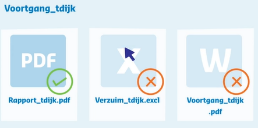 Voortgang_tdijk
PDF
X
W
Rapport_tdijk.pdf
Verzuim_tdijk.excl
Voortgang_tdijk
.pdf